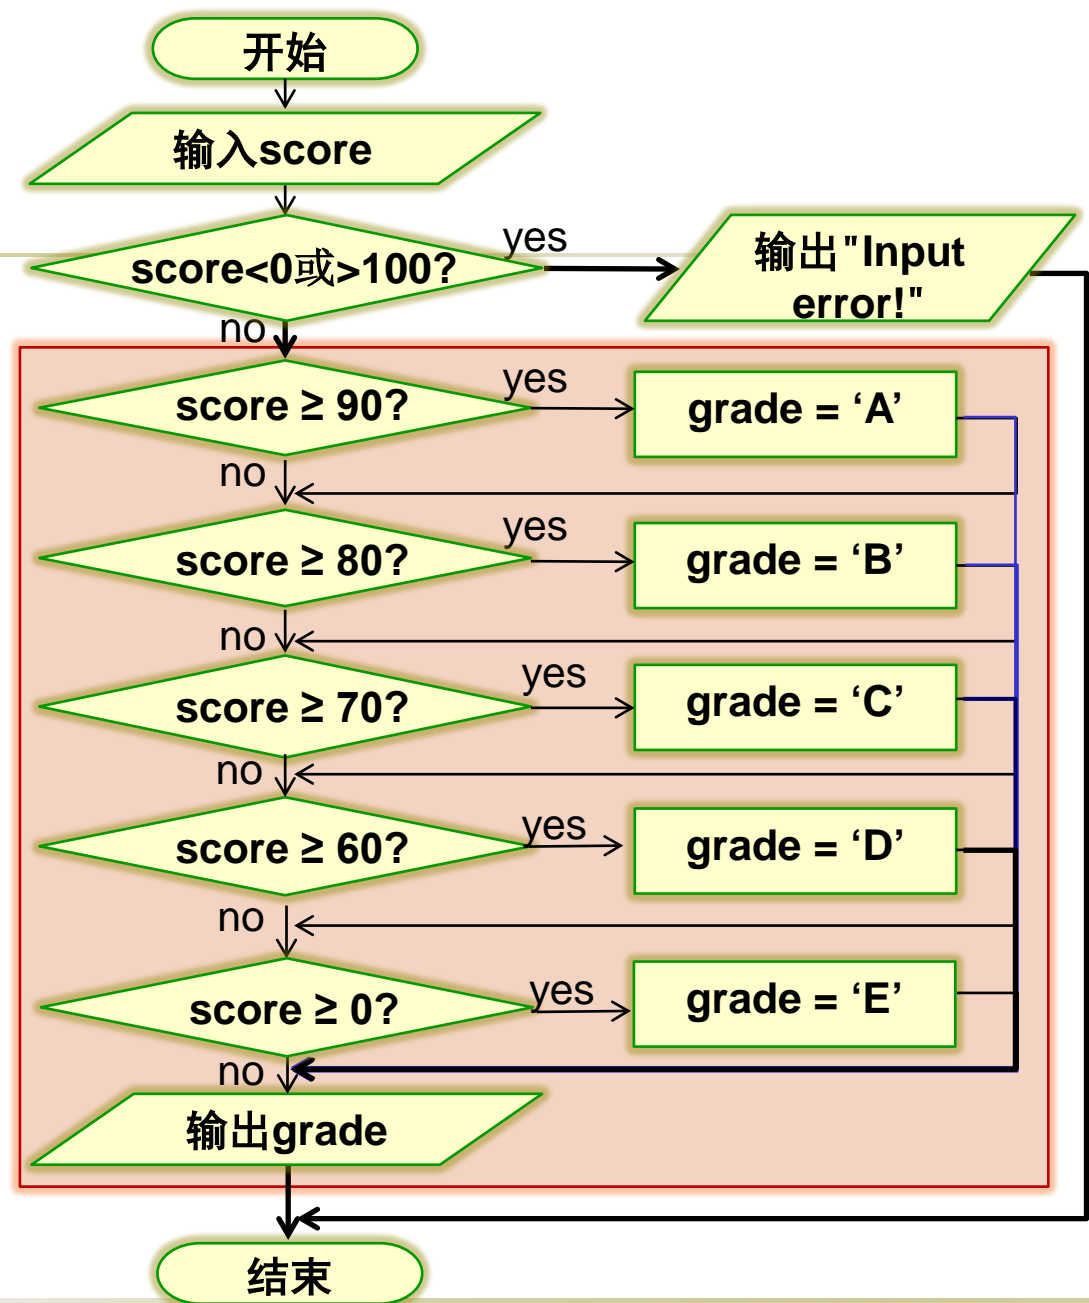 开始
输入score
score<0或>100?
yes
输出"Input
error!"
no
score ≥ 90?
yes
grade = ‘A’
no
score ≥ 80?
yes
grade = ‘B’
no
score ≥ 70?
yes
grade = ‘C’
no
score ≥ 60?
yes
grade = ‘D’
no
score ≥ 0?
yes
grade = ‘E’
no
输出grade
结束